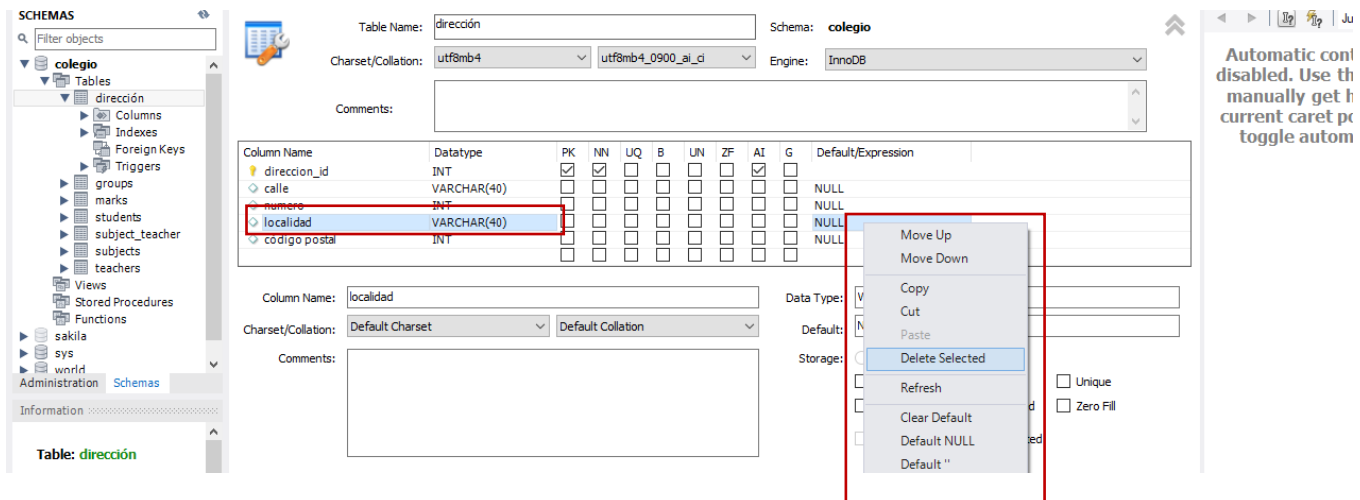 SCHEMAS
Filter objects
colegio
Tables
dirección
Columns
Indexes
Foreign Keys
Triggers
groups
marks
students
subject_teacher
subjects
teachers
Views
Stored Procedures
Functions
sakila
sys
world
Administration Schemas
Information
Table: dirección
Table Name: dirección Schema: colegio
Charset/Collation: utf8mb4 utf8mb4_0900_ai_ci Engine: InnoDB
Comments:
Column Name Datatype PK NN UQ B UN ZF AI G Default/Expression
direccion_id INT
calle VARCHAR(40) NULL
numero INT NULL
localidad VARCHAR(40) NULL
codigo postal INT NULL
Column Name: localidad Data Type: V
Charset/Collation: Default Charset Default Collation Default: N
Comments: Storage:
Unique
Zero Fill
Move Up
Move Down
Copy
Cut
Paste
Delete Selected
Refresh
Clear Default
Default NULL
Default ''
Automatic
disabled. Use
manually get
current caret
toggle